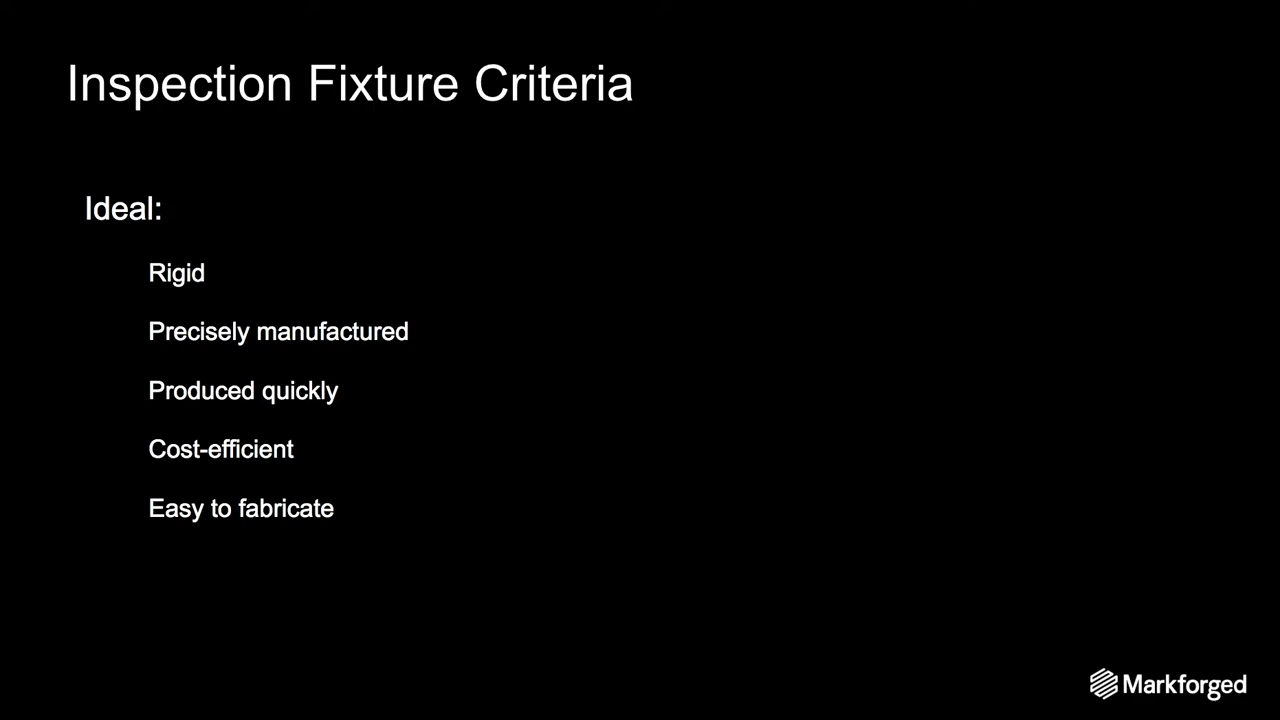 Inspection Fixture Criteria
Ideal:
Rigid
Precisely manufactured
Produced quickly
Cost-efficient
Easy to fabricate
Markforged